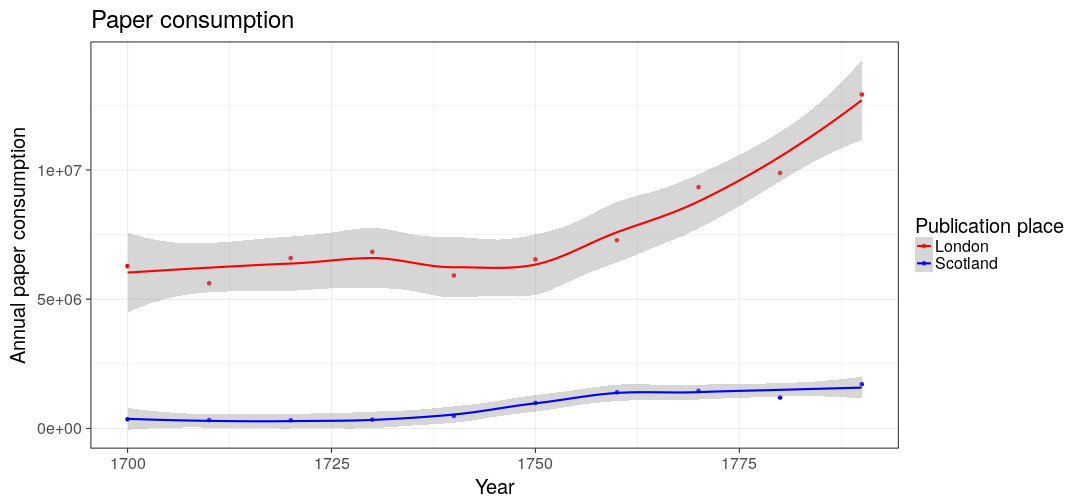 Paper consumption
Annual paper consumption
1e+07
5e+06
0e+00
1700 1725 1750 1775
Year
Publication place
London
Scotland